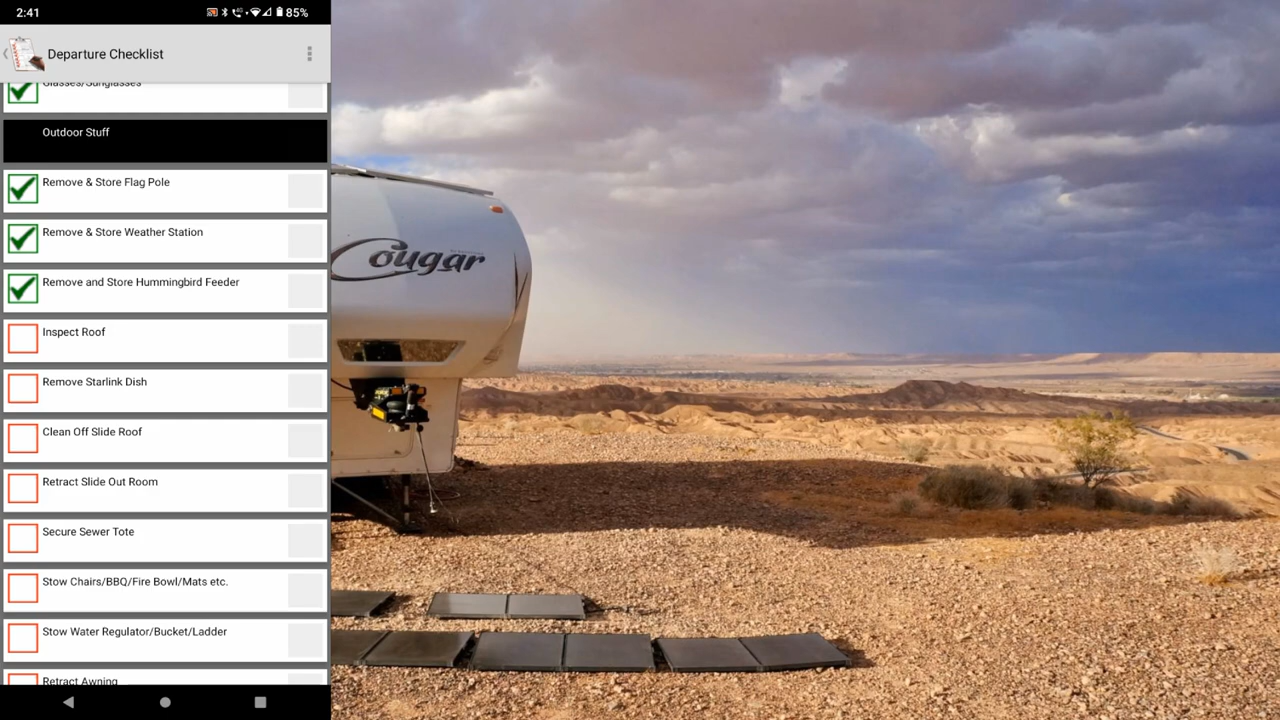 2:41
85%
Departure Checklist
Glasses/Sunglasses
Outdoor Stuff
Remove & Store Flag Pole
Remove & Store Weather Station
Remove and Store Hummingbird Feeder
Inspect Roof
Remove Starlink Dish
Clean Off Slide Roof
Retract Slide Out Room
Secure Sewer Tote
Stow Chairs/BBQ/Fire Bowl/Mats etc.
Stow Water Regulator/Bucket/Ladder
Retract Awning
Cougar